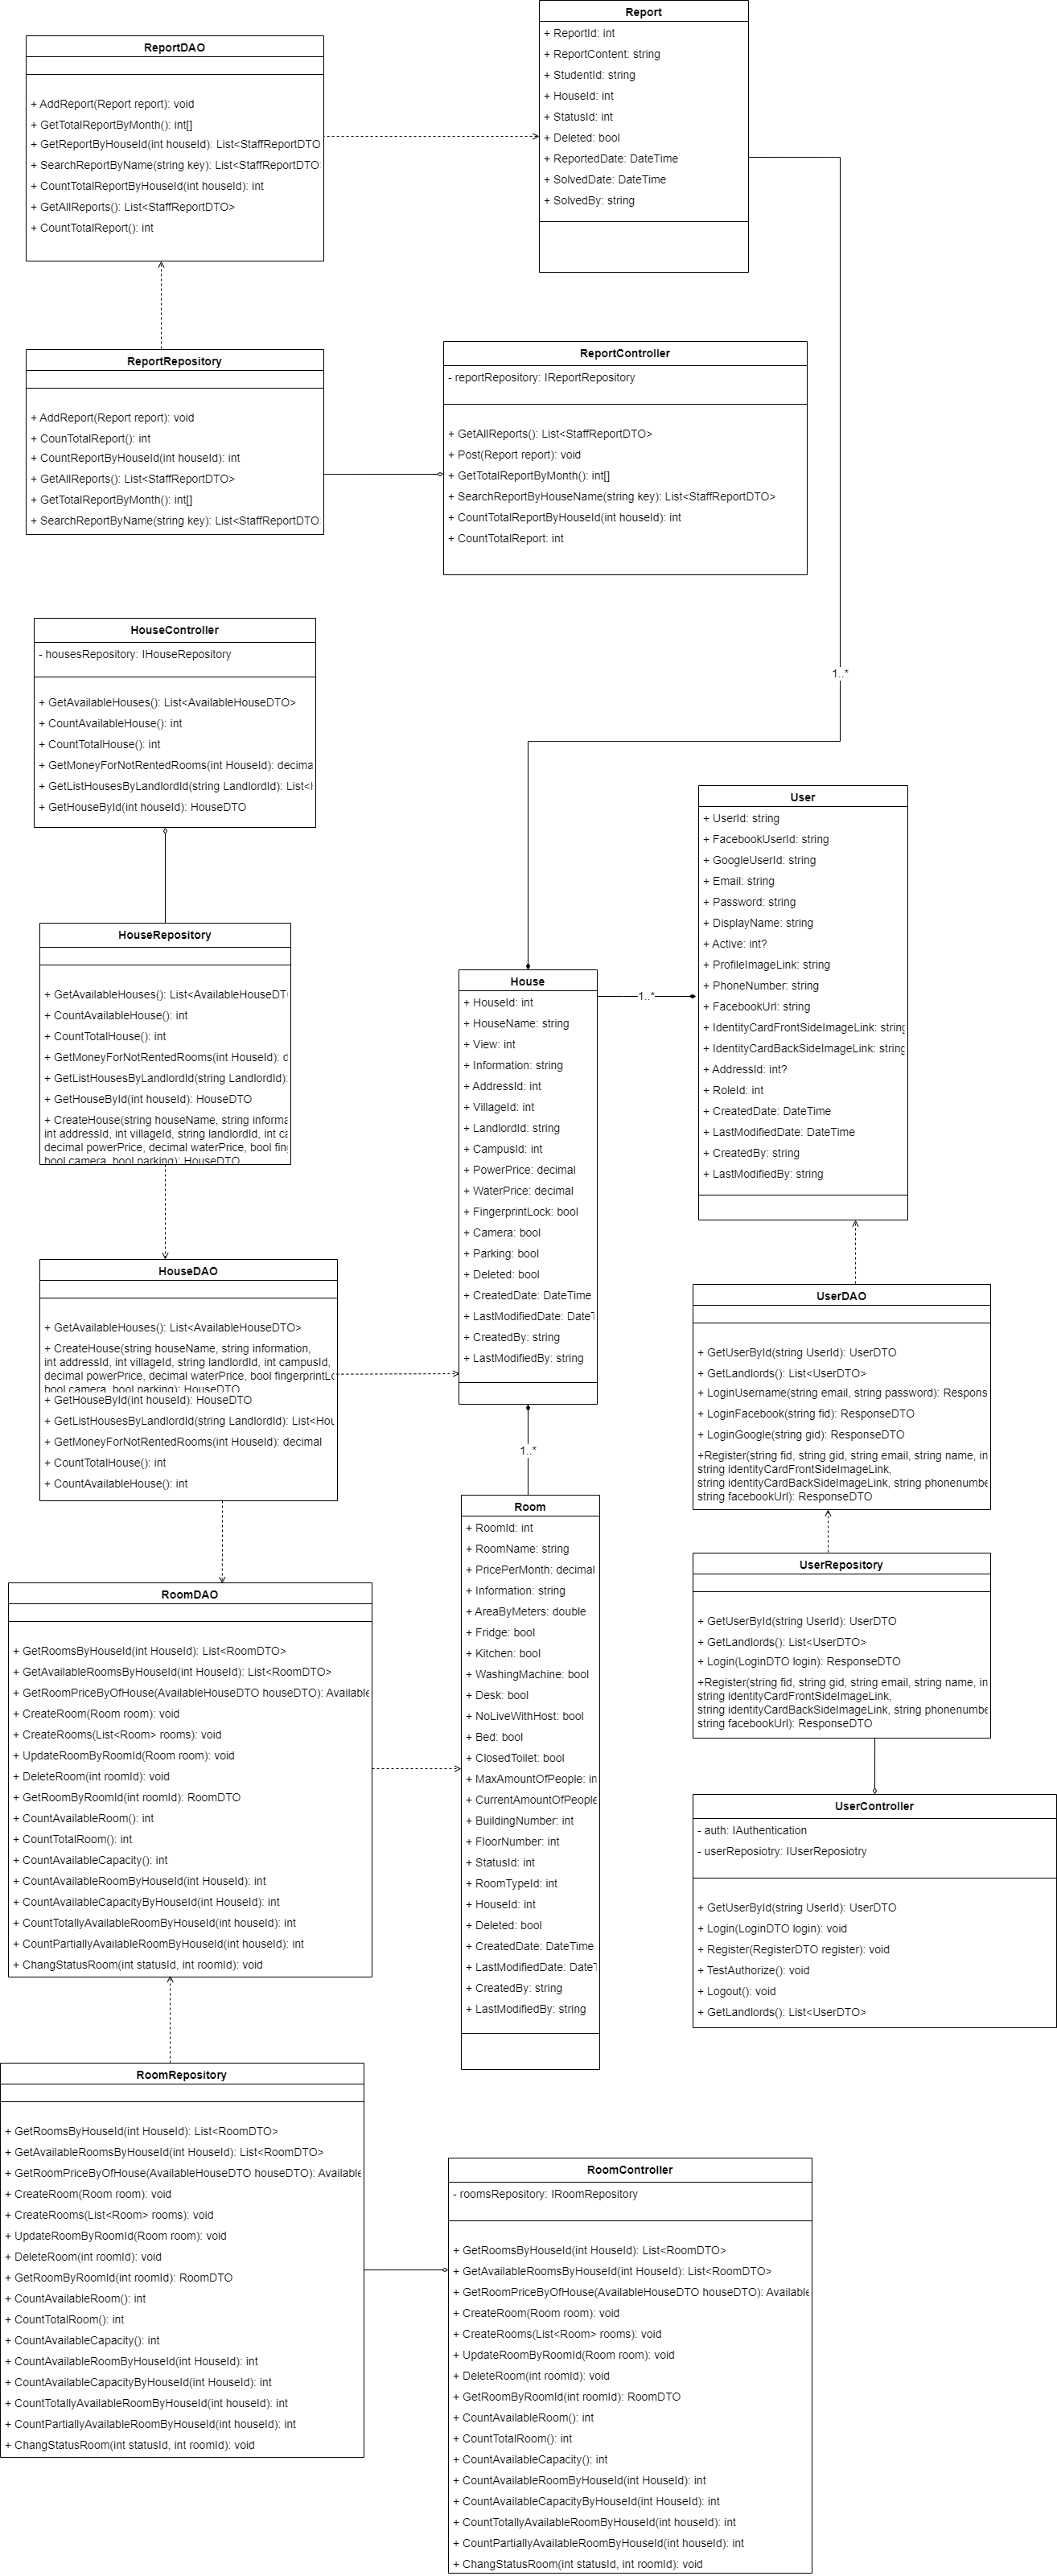 Report
+ ReportId: int
+ ReportContent: string
+ StudentId: string
+ HouseId: int
+ StatusId: int
+ Deleted: bool
+ ReportedDate: DateTime
+ SolvedDate: DateTime
+ SolvedBy: string
ReportDAO
+ AddReport(Report report): void
+ GetTotalReportByMonth(): int[]
+ GetReportByHouseId(int houseId): List<StaffReportDTO
+ SearchReportByName(string key): List<StaffReportDTO
+ CountTotalReportByHouseId(int houseId): int
+ GetAllReports(): List<StaffReportDTO>
+ CountTotalReport(): int
ReportRepository
+ AddReport(Report report): void
+ CounTotalReport(): int
+ CountReportByHouseId(int houseId): int
+ GetAllReports(): List<StaffReportDTO>
+ GetTotalReportByMonth(): int[]
+ SearchReportByName(string key): List<StaffReportDTO
ReportController
- reportRepository: IReportRepository
+ GetAllReports(): List<StaffReportDTO>
+ Post(Report report): void
+ GetTotalReportByMonth(): int[]
+ SearchReportByHouseName(string key): List<StaffReportDTO>
+ CountTotalReportByHouseId(int houseId): int
+ CountTotalReport: int
HouseController
- housesRepository: IHouseRepository
+ GetAvailableHouses(): List<AvailableHouseDTO>
+ CountAvailableHouse(): int
+ CountTotalHouse(): int
+ GetMoneyForNotRentedRooms(int HouseId): decima
+ GetListHousesByLandlordId(string LandlordId): List<
+ GetHouseById(int houseId): HouseDTO
1..*
User
+ UserId: string
+ FacebookUserId: string
+ GoogleUserId: string
+ Email: string
+ Password: string
+ DisplayName: string
+ Active: int?
+ ProfileImageLink: string
+ PhoneNumber: string
+ FacebookUrl: string
+ IdentityCardFrontSideImageLink: string
+ IdentityCardBackSideImageLink: string
+ AddressId: int?
+ RoleId: int
+ CreatedDate: DateTime
+ LastModifiedDate: DateTime
+ CreatedBy: string
+ LastModifiedBy: string
HouseRepository
+ GetAvailableHouses(): List<AvailableHouseDT
+ CountAvailableHouse(): int
+ CountTotalHouse(): int
+ GetMoneyForNotRentedRooms(int HouseId): d
+ GetListHousesByLandlordId(string LandlordId):
+ GetHouseById(int houseId): HouseDTO
+ CreateHouse(string houseName, string informa
int addressId, int villageId, string landlordId, int ca
decimal powerPrice, decimal waterPrice, bool fin
bool camera, bool parking): HouseDTO
House
+ HouseId: int
+ HouseName: string
+ View: int
+ Information: string
+ AddressId: int
+ VillageId: int
+ LandlordId: string
+ CampusId: int
+ PowerPrice: decimal
+ WaterPrice: decimal
+ FingerprintLock: bool
+ Camera: bool
+ Parking: bool
+ Deleted: bool
+ CreatedDate: DateTime
+ LastModifiedDate: DateT
+ CreatedBy: string
+ LastModifiedBy: string
1..*
HouseDAO
+ GetAvailableHouses(): List<AvailableHouseDTO>
+ CreateHouse(string houseName, string information,
int addressId, int villageId, string landlordId, int campusId,
decimal powerPrice, decimal waterPrice, bool fingerprintLo
bool camera, bool parking): HouseDTO
+ GetHouseById(int houseId): HouseDTO
+ GetListHousesByLandlordId(string LandlordId): List<Hou
+ GetMoneyForNotRentedRooms(int HouseId): decimal
+ CountTotalHouse(): int
+ CountAvailableHouse(): int
1..*
UserDAO
+ GetUserById(string UserId): UserDTO
+ GetLandlords(): List<UserDTO>
+ LoginUsername(string email, string password): Respons
+ LoginFacebook(string fid): ResponseDTO
+ LoginGoogle(string gid): ResponseDTO
+Register(string fid, string gid, string email, string name, in
string identityCardFrontSideImageLink,
string identityCardBackSideImageLink, string phonenumbe
string facebookUrl): ResponseDTO
UserRepository
+ GetUserById(string UserId): UserDTO
+ GetLandlords(): List<UserDTO>
+ Login(LoginDTO login): ResponseDTO
+Register(string fid, string gid, string email, string name, in
string identityCardFrontSideImageLink,
string identityCardBackSideImageLink, string phonenumbe
string facebookUrl): ResponseDTO
UserController
- auth: IAuthentication
- userReposiotry: IUserReposiotry
+ GetUserById(string UserId): UserDTO
+ Login(LoginDTO login): void
+ Register(RegisterDTO register): void
+ TestAuthorize(): void
+ Logout(): void
+ GetLandlords(): List<UserDTO>
Room
+ RoomId: int
+ RoomName: string
+ PricePerMonth: decimal
+ Information: string
+ AreaByMeters: double
+ Fridge: bool
+ Kitchen: bool
+ WashingMachine: bool
+ Desk: bool
+ NoLiveWithHost: bool
+ Bed: bool
+ ClosedToilet: bool
+ MaxAmountOfPeople: in
+ CurrentAmountOfPeople
+ BuildingNumber: int
+ FloorNumber: int
+ StatusId: int
+ RoomTypeId: int
+ HouseId: int
+ Deleted: bool
+ CreatedDate: DateTime
+ LastModifiedDate: DateT
+ CreatedBy: string
+ LastModifiedBy: string
RoomDAO
+ GetRoomsByHouseId(int HouseId): List<RoomDTO>
+ GetAvailableRoomsByHouseId(int HouseId): List<RoomDTO>
+ GetRoomPriceByOfHouse(AvailableHouseDTO houseDTO): Available
+ CreateRoom(Room room): void
+ CreateRooms(List<Room> rooms): void
+ UpdateRoomByRoomId(Room room): void
+ DeleteRoom(int roomId): void
+ GetRoomByRoomId(int roomId): RoomDTO
+ CountAvailableRoom(): int
+ CountTotalRoom(): int
+ CountAvailableCapacity(): int
+ CountAvailableRoomByHouseId(int HouseId): int
+ CountAvailableCapacityByHouseId(int HouseId): int
+ CountTotallyAvailableRoomByHouseId(int houseId): int
+ CountPartiallyAvailableRoomByHouseId(int houseId): int
+ ChangStatusRoom(int statusId, int roomId): void
RoomRepository
+ GetRoomsByHouseId(int HouseId): List<RoomDTO>
+ GetAvailableRoomsByHouseId(int HouseId): List<RoomDTO>
+ GetRoomPriceByOfHouse(AvailableHouseDTO houseDTO): Available
+ CreateRoom(Room room): void
+ CreateRooms(List<Room> rooms): void
+ UpdateRoomByRoomId(Room room): void
+ DeleteRoom(int roomId): void
+ GetRoomByRoomId(int roomId): RoomDTO
+ CountAvailableRoom(): int
+ CountTotalRoom(): int
+ CountAvailableCapacity(): int
+ CountAvailableRoomByHouseId(int HouseId): int
+ CountAvailableCapacityByHouseId(int HouseId): int
+ CountTotallyAvailableRoomByHouseId(int houseId): int
+ CountPartiallyAvailableRoomByHouseId(int houseId): int
+ ChangStatusRoom(int statusId, int roomId): void
RoomController
- roomsRepository: IRoomRepository
+ GetRoomsByHouseId(int HouseId): List<RoomDTO>
+ GetAvailableRoomsByHouseId(int HouseId): List<RoomDTO>
+ GetRoomPriceByOfHouse(AvailableHouseDTO houseDTO): Available
+ CreateRoom(Room room): void
+ CreateRooms(List<Room> rooms): void
+ UpdateRoomByRoomId(Room room): void
+ DeleteRoom(int roomId): void
+ GetRoomByRoomId(int roomId): RoomDTO
+ CountAvailableRoom(): int
+ CountTotalRoom(): int
+ CountAvailableCapacity(): int
+ CountAvailableRoomByHouseId(int HouseId): int
+ CountAvailableCapacityByHouseId(int HouseId): int
+ CountTotallyAvailableRoomByHouseId(int houseId): int
+ CountPartiallyAvailableRoomByHouseId(int houseId): int
+ ChangStatusRoom(int statusId, int roomId): void